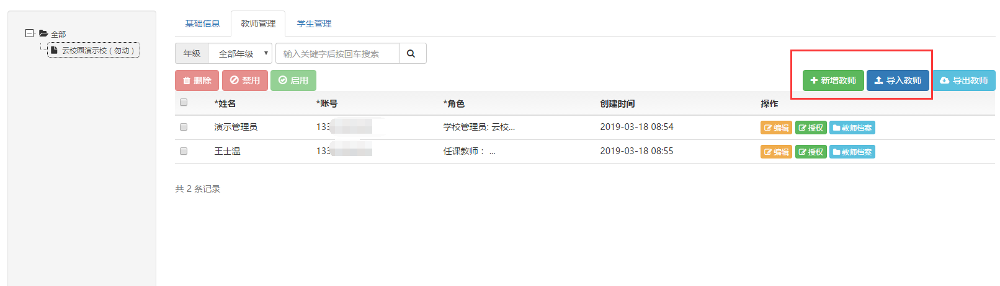 全部
云校园演示校（勿动）
基础信息 教师管理 学生管理
年级 全部年级 输入关键字后按回车搜索
删除 禁用 启用 新增教师 导入教师 导出教师
*姓名 *账号 *角色 创建时间 操作
演示管理员 133 学校管理员: 云校... 2019-03-18 08:54 编辑 授权 教师档案
王士温 133 任课教师： ... 2019-03-18 08:55 编辑 授权 教师档案
共 2 条记录